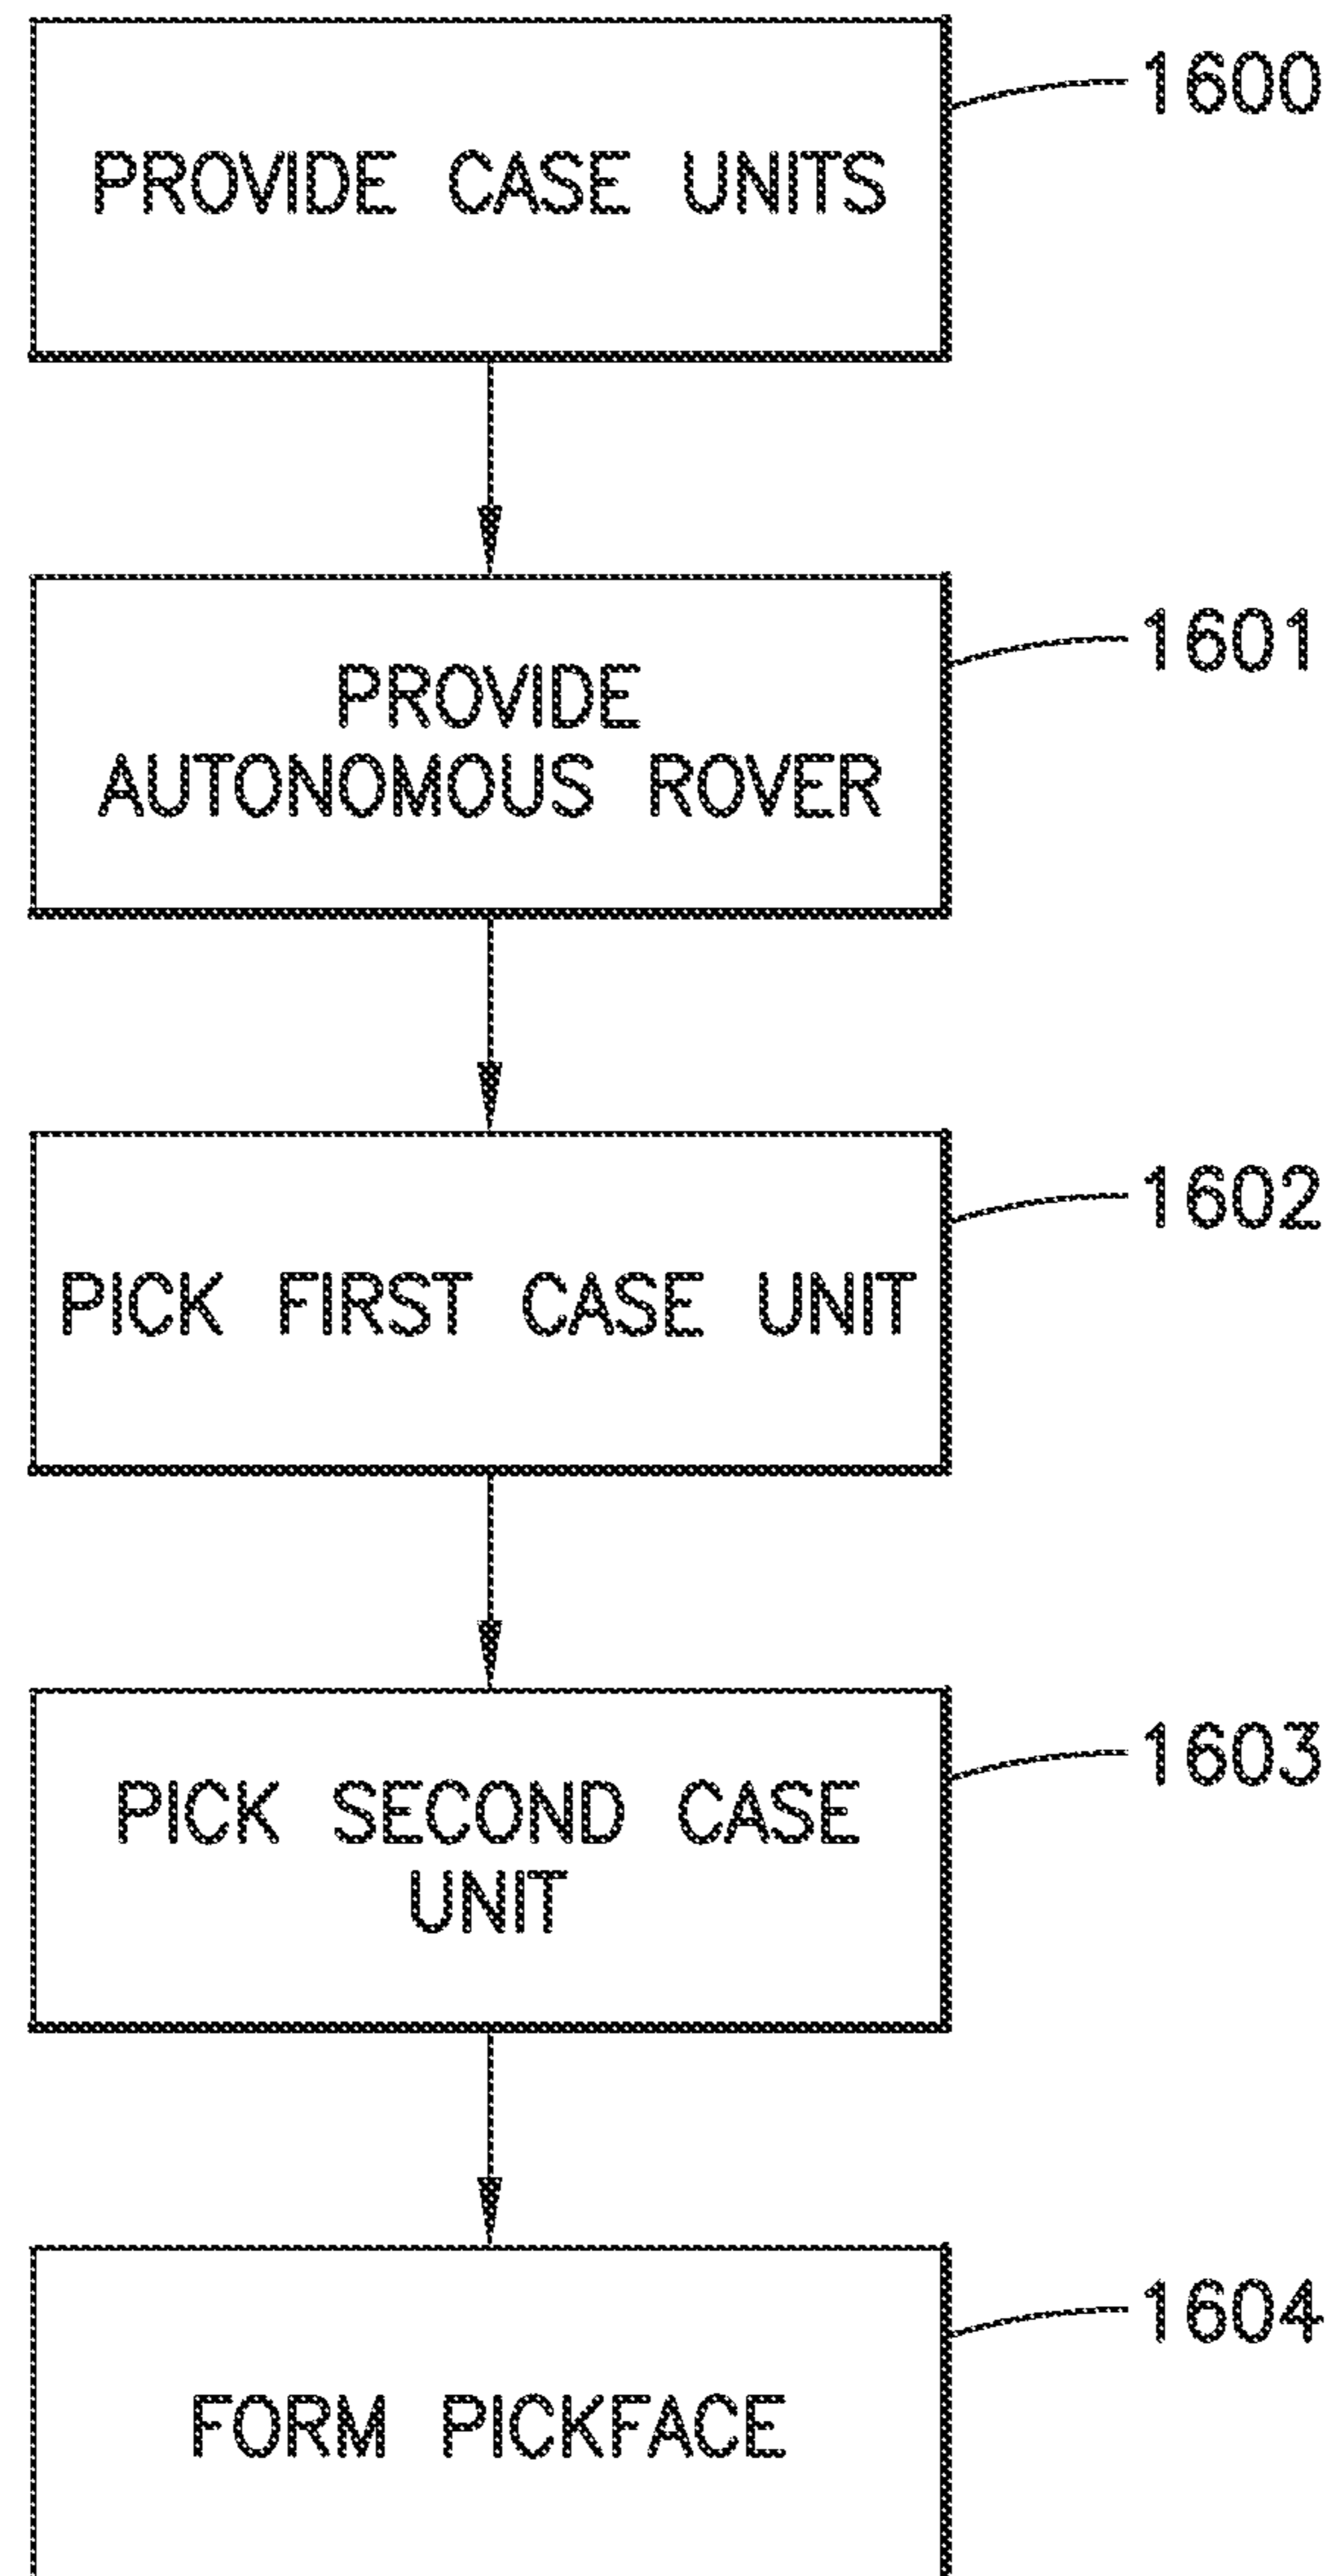 PROVIDE CASE UNITS
1600
PROVIDE
AUTONOMOUS ROVER
1601
PICK FIRST CASE UNIT
1602
PICK SECOND CASE
UNIT
1603
FORM PICKFACE
1604